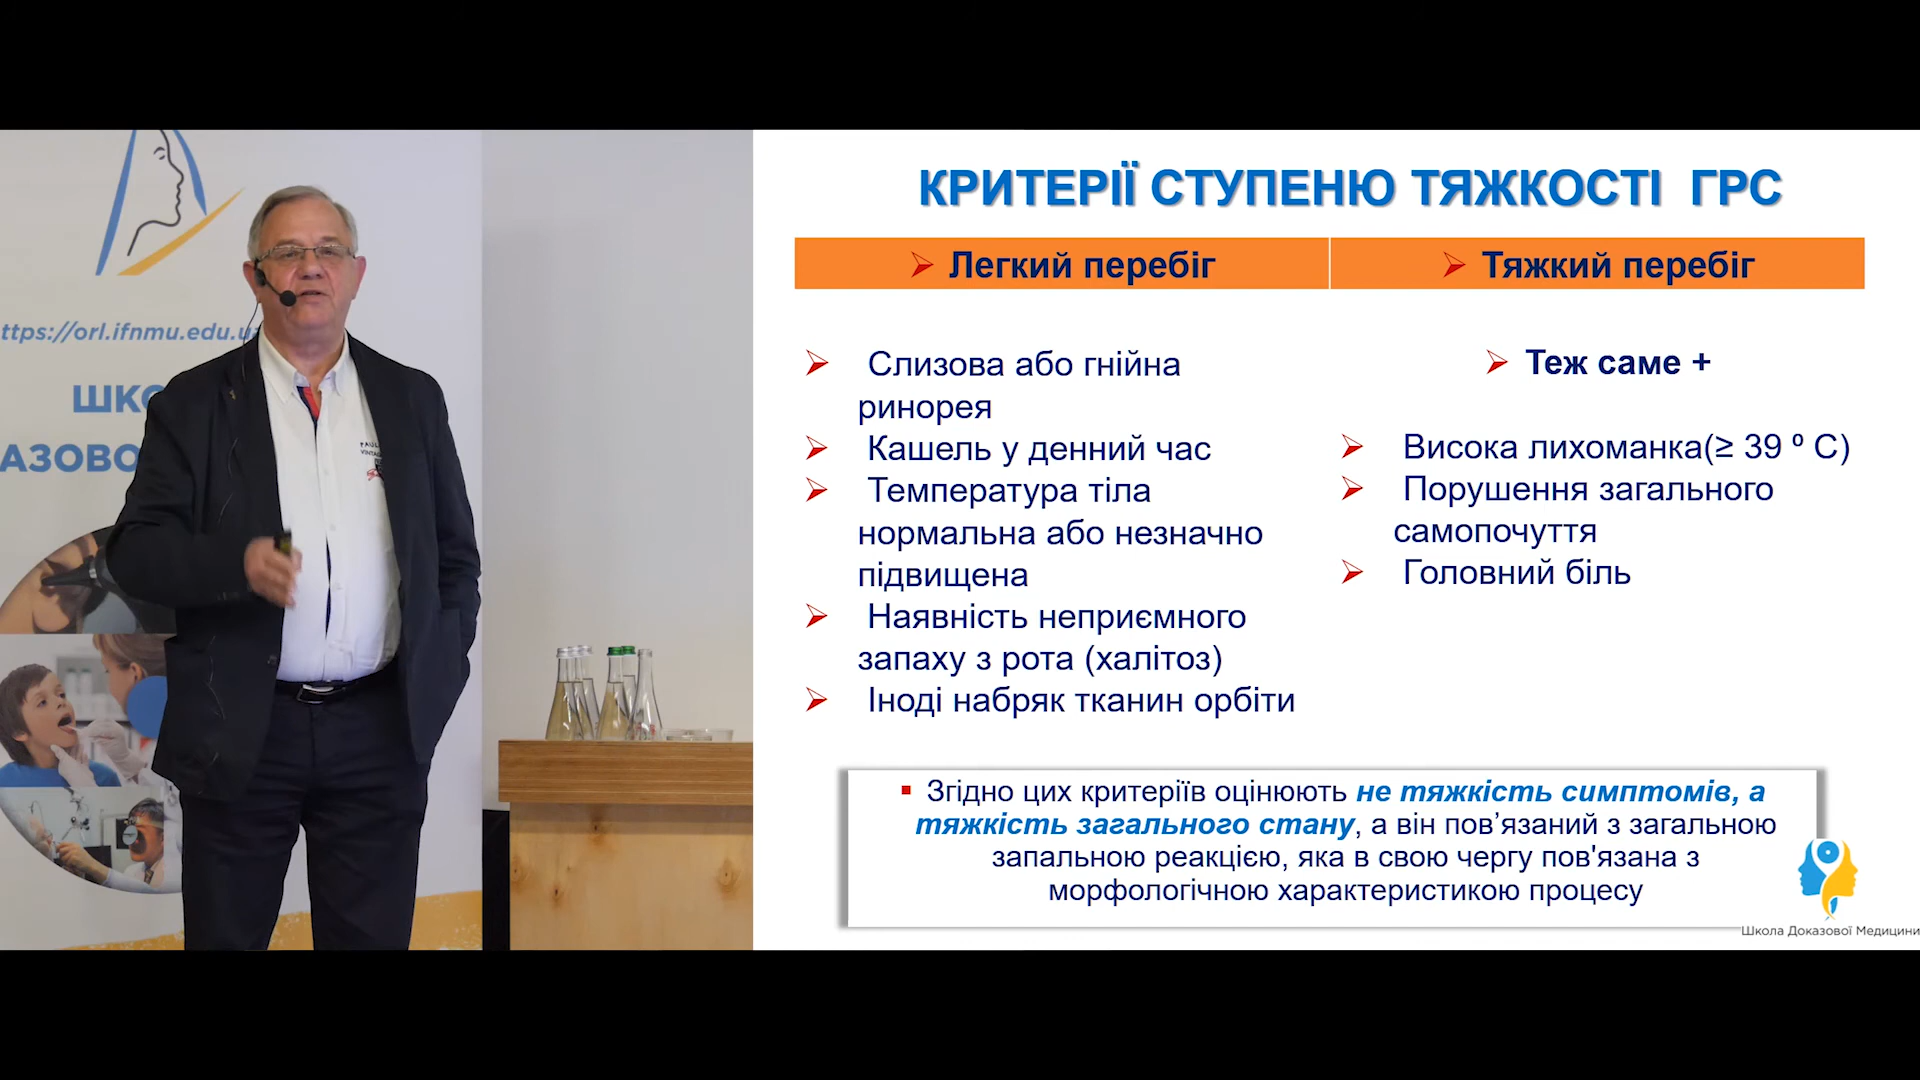 ttps://orl.ifnmu.edu.u
ШКО
АЗОВО
PAUL
VINTAG
КРИТЕРІЇ СТУПЕНЮ ТЯЖКОСТІ ГРС
➢ Легкий перебіг
➢ Тяжкий перебіг
➢ Слизова або гнійна
ринорея
➢ Кашель у денний час
➢ Температура тіла
нормальна або незначно
підвищена
➢ Наявність неприємного
запаху з рота (халітоз)
➢ Іноді набряк тканин орбіти
➢ Теж саме +
➢ Висока лихоманка(≥ 39 º С)
➢ Порушення загального
самопочуття
➢ Головний біль
▪ Згідно цих критеріїв оцінюють не тяжкість симптомів, а
тяжкість загального стану, а він пов’язаний з загальною
запальною реакцією, яка в свою чергу пов'язана з
морфологічною характеристикою процесу
Школа Доказової Медицини